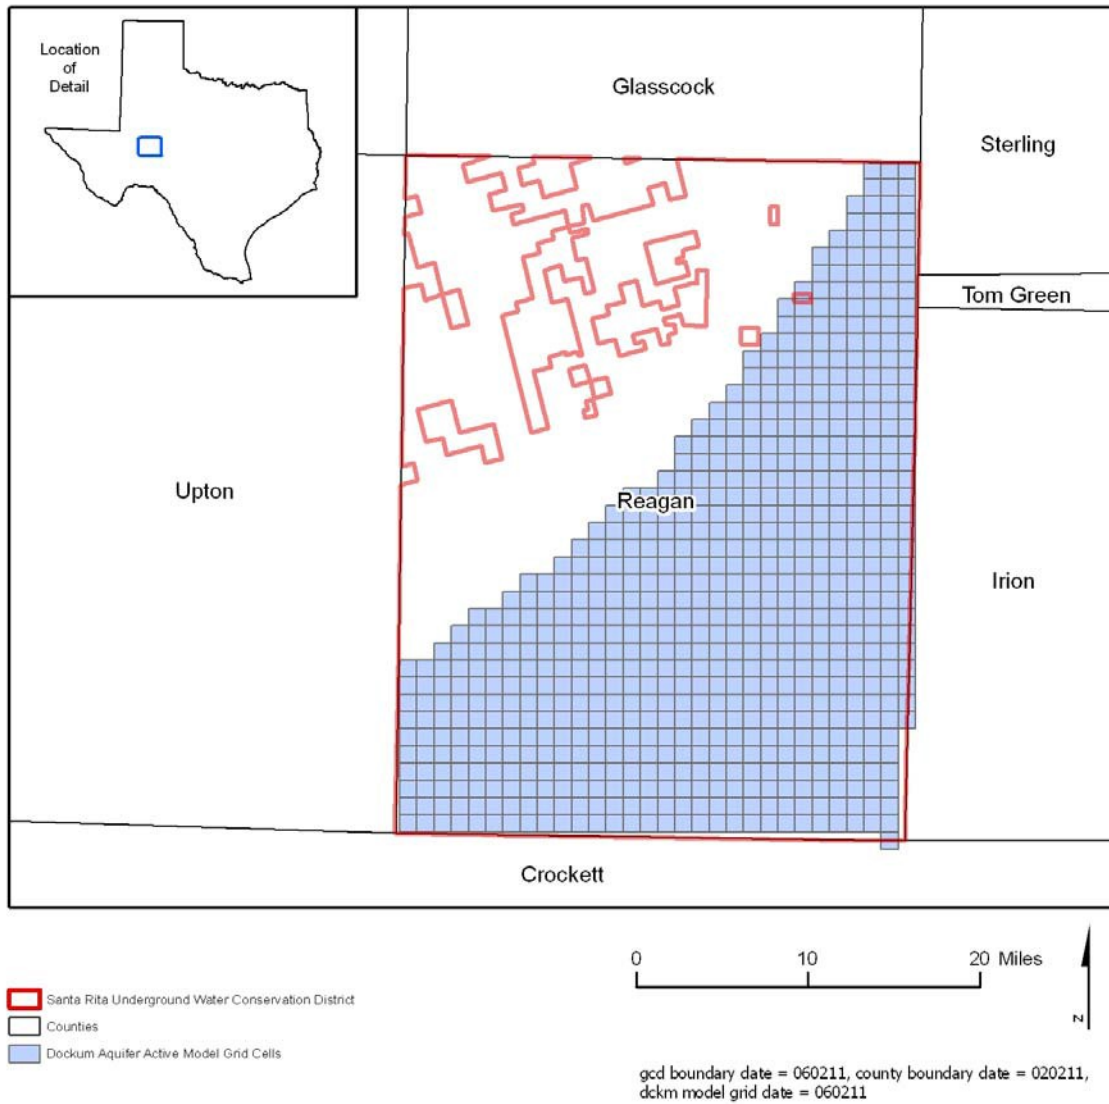 Location
of
Detail
Glasscock
Sterling
Tom Green
Upton
Reagan
Irion
Crockett
0 10 20 Miles
Santa Rita Underground Water Conservation District
Counties
Dockum Aquifer Active Model Grid Cells
z
gcd boundary date = 060211, county boundary date = 020211,
dckm model grid date = 060211